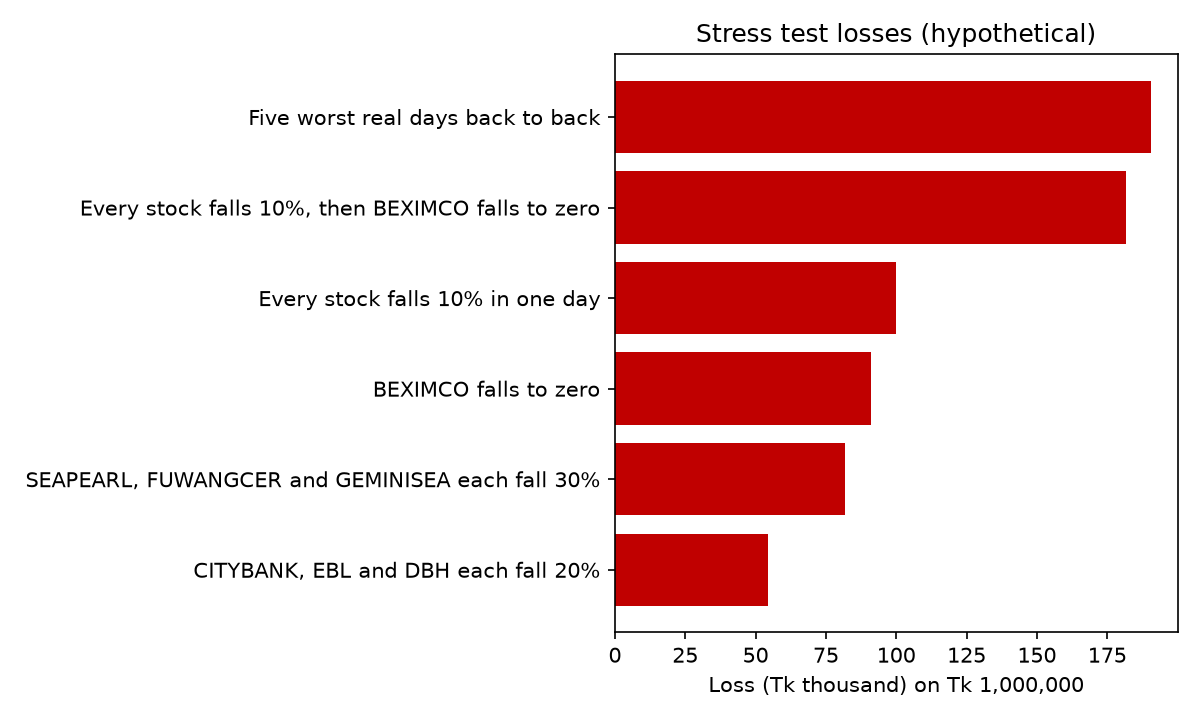 Stress test losses (hypothetical)
Five worst real days back to back
Every stock falls 10%, then BEXIMCO falls to zero
Every stock falls 10% in one day
BEXIMCO falls to zero
SEAPEARL, FUWANGCER and GEMINISEA each fall 30%
CITYBANK, EBL and DBH each fall 20%
0 25 50 75 100 125 150 175
Loss (Tk thousand) on Tk 1,000,000